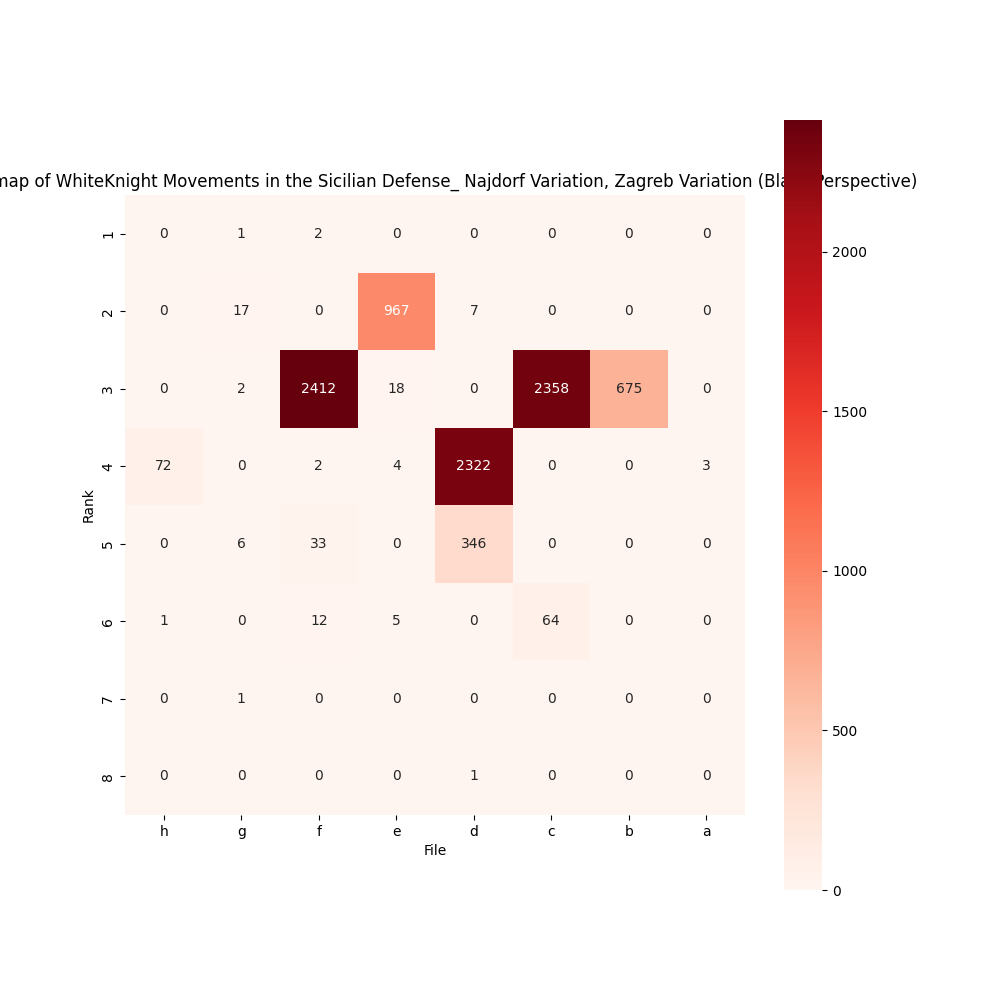 map of WhiteKnight Movements in the Sicilian Defense_ Najdorf Variation, Zagreb Variation (Bla Perspective)
1 0 1 2 0 0 0 0 0
2 0 17 0 967 7 0 0 0
3 0 2 2412 18 0 2358 675 0
4 72 0 2 4 2322 0 0 3
Rank
5 0 6 33 0 346 0 0 0
6 1 0 12 5 0 64 0 0
7 0 1 0 0 0 0 0 0
8 0 0 0 0 1 0 0 0
h g f e d c b a
File
2000
1500
1000
500
0